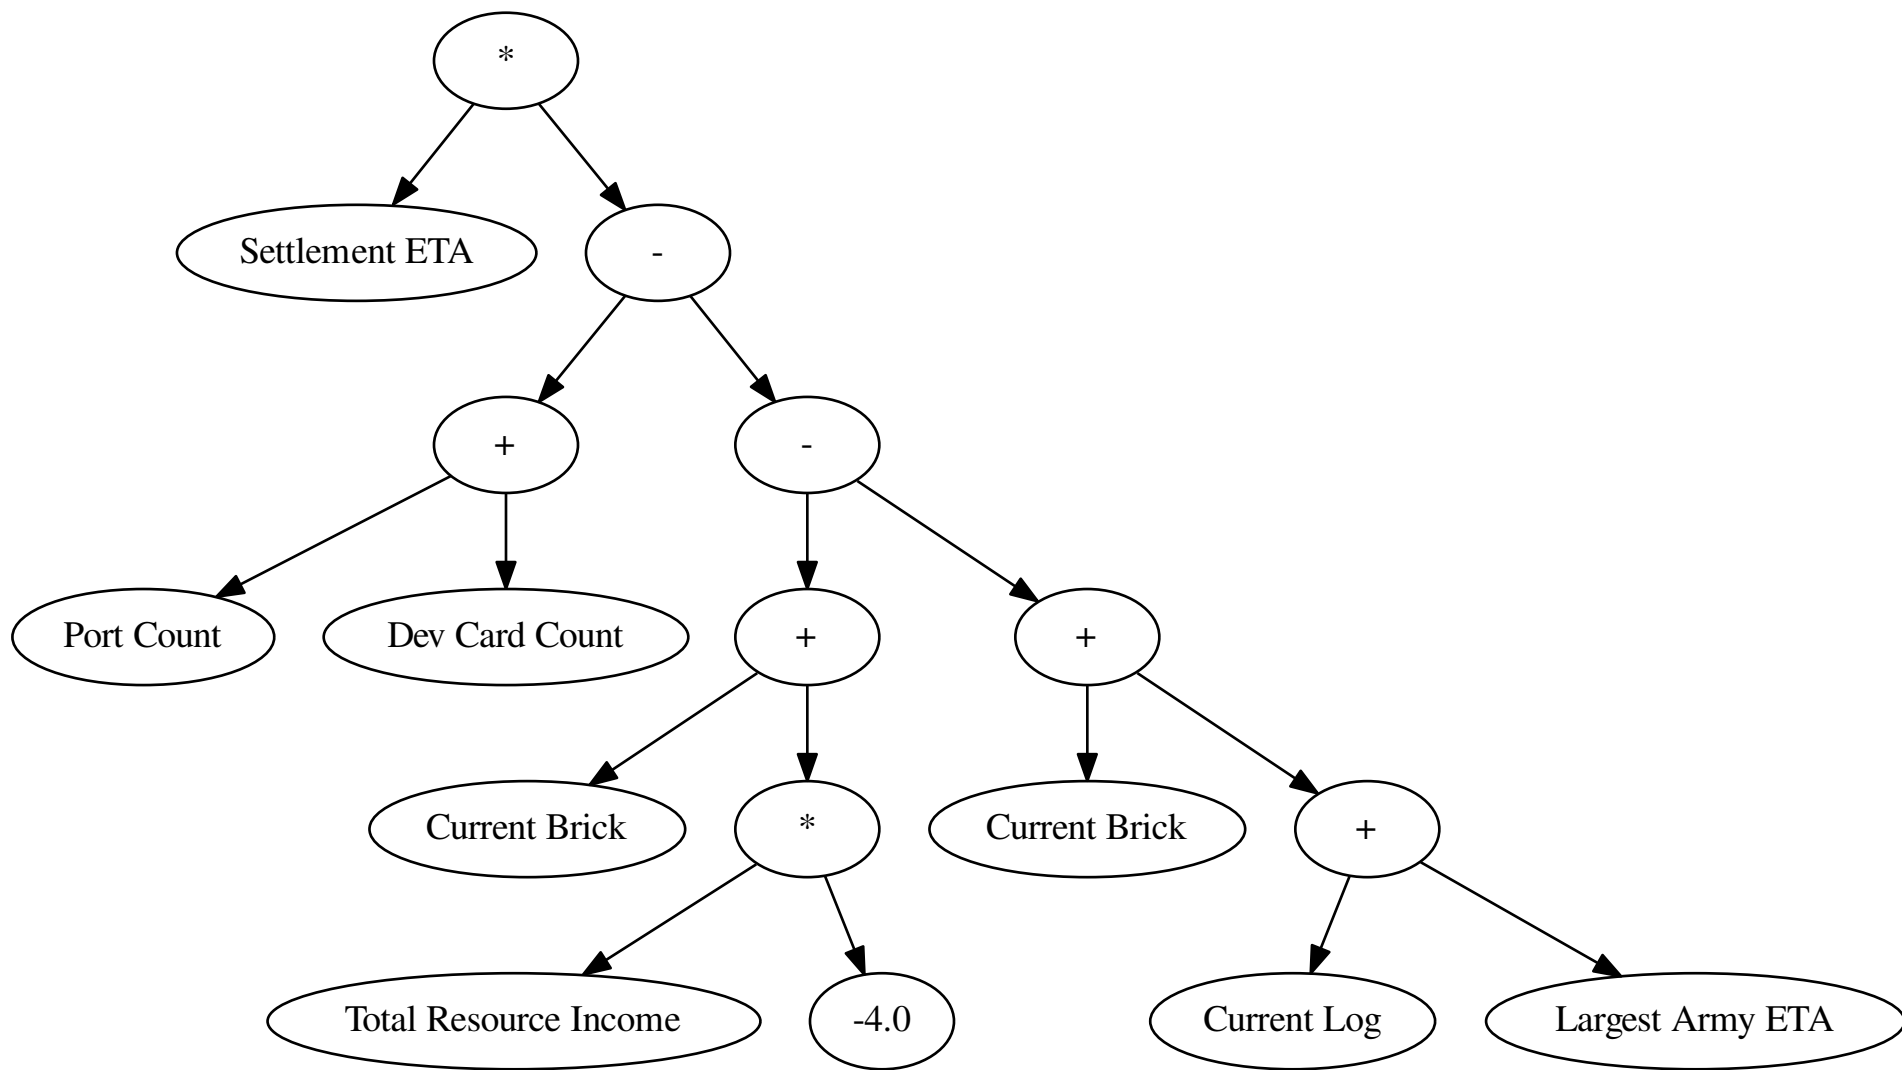 *
Settlement ETA
-
+
-
Port Count
Dev Card Count
+
+
Current Brick
*
Current Brick
+
Total Resource Income
-4.0
Current Log
Largest Army ETA